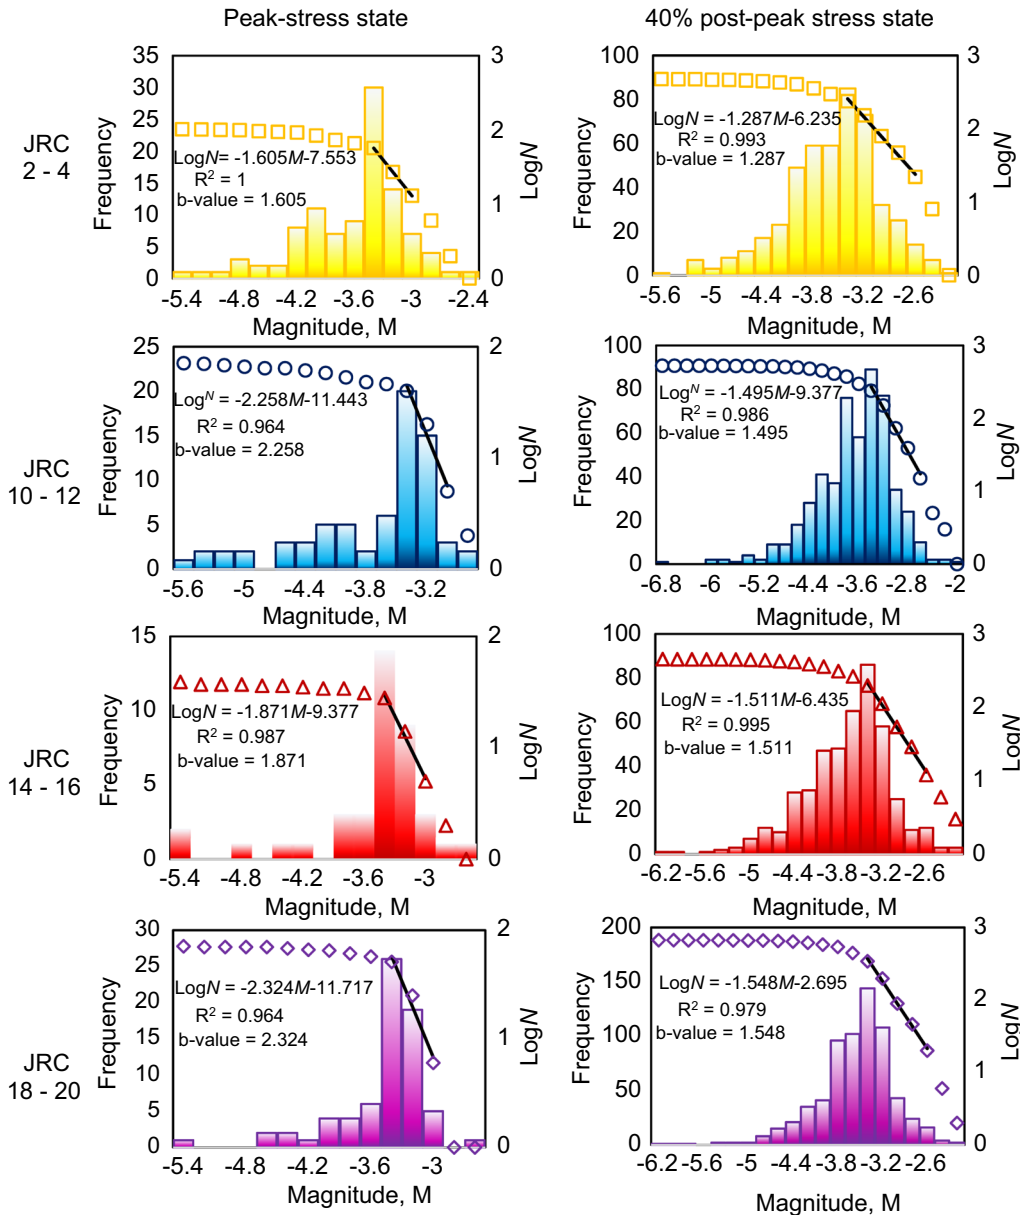 Peak-stress state
40% post-peak stress state
JRC
2 - 4
Frequency
35
30
25
20
15
10
5
0
LogN= -1.605M-7.553
R² = 1
b-value = 1.605
3
2
1
0
LogN
-5.4 -4.8 -4.2 -3.6 -3 -2.4
Magnitude, M
Frequency
100
80
60
40
20
0
LogN = -1.287M-6.235
R² = 0.993
b-value = 1.287
3
2
1
0
LogN
-5.6 -5 -4.4 -3.8 -3.2 -2.6
Magnitude, M
JRC
10 - 12
Frequency
25
20
15
10
5
0
Log^N = -2.258M-11.443
R² = 0.964
b-value = 2.258
2
1
0
LogN
-5.6 -4.8 -4.4 -4 -3.2
Magnitude, M
Frequency
100
80
60
40
20
0
Log^N = -1.495M-9.377
R² = 0.986
b-value = 1.495
3
2
1
0
LogN
-6.8 -6 -5.2 -4.4 -3.6 -2.8 -2
Magnitude, M
JRC
14 - 16
Frequency
15
10
5
0
LogN = -1.871M-9.377
R² = 0.987
b-value = 1.871
2
1
0
LogN
-5.4 -4.8 -4.2 -3.6 -3
Magnitude, M
Frequency
100
80
60
40
20
0
LogN = -1.511M-6.435
R² = 0.995
b-value = 1.511
3
2
1
0
LogN
-6.2 -5.6 -4.4 -3.8 -3.2 -2.6
Magnitude, M
JRC
18 - 20
Frequency
30
25
20
15
10
5
0
LogN = -2.324M-11.717
R² = 0.964
b-value = 2.324
2
1
0
LogN
-5.4 -4.8 -4.2 -3.6 -3
Magnitude, M
Frequency
200
150
100
50
0
LogN = -1.548M-2.695
R² = 0.979
b-value = 1.548
3
2
1
0
LogN
-6.2 -5.6 -5 -4.4 -3.8 -3.2 -2.6
Magnitude, M